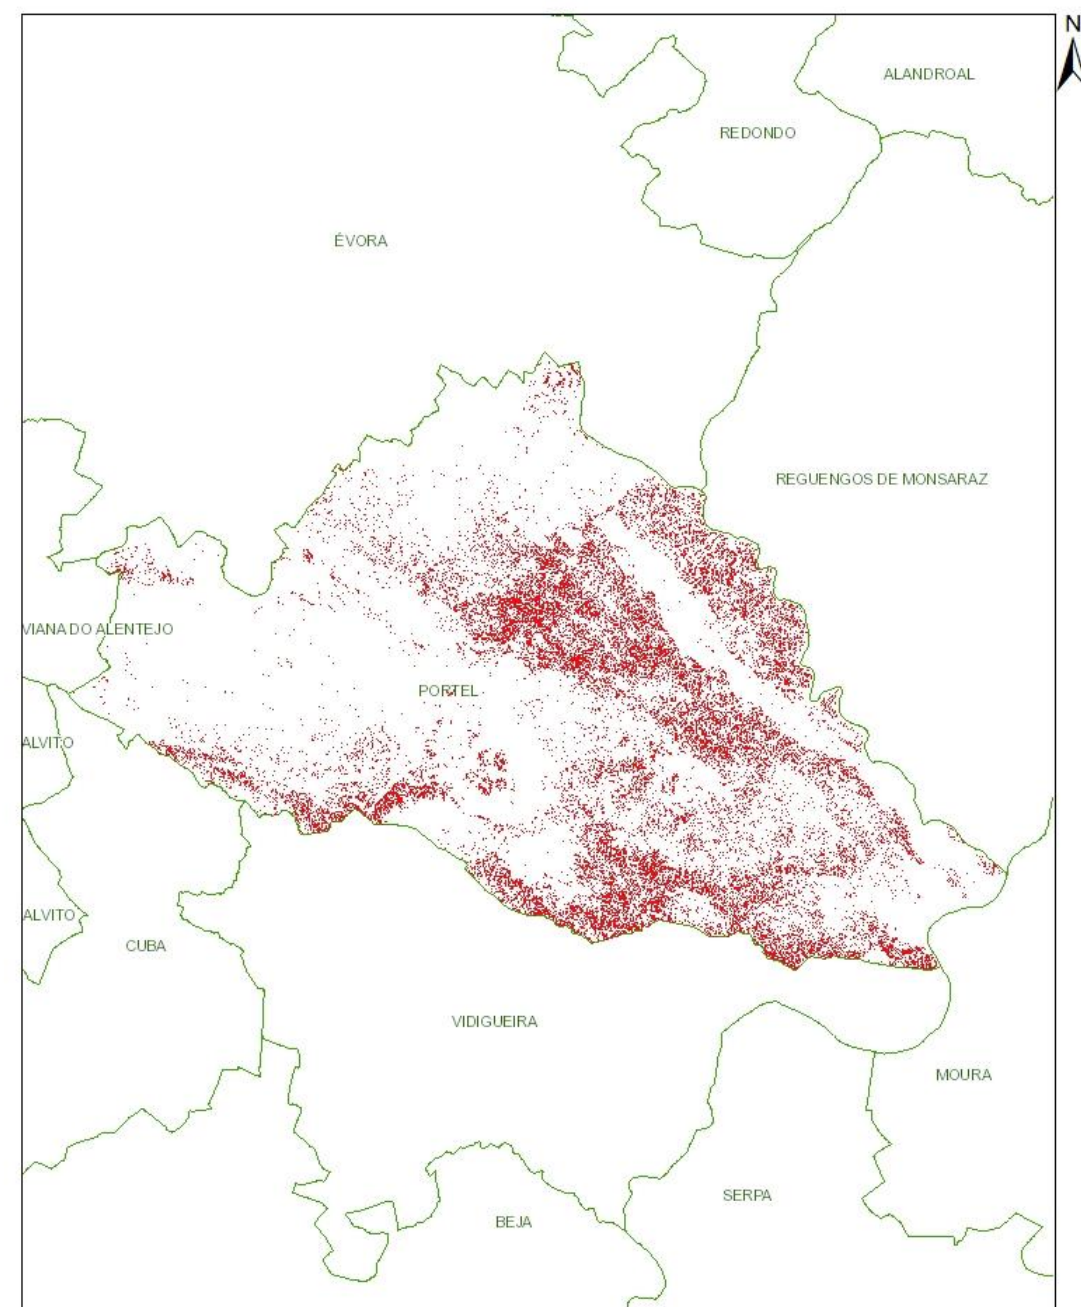 N
ALANDROAL
REDONDO
ÉVORA
REGUENGOS DE MONSARAZ
VIANA DO ALENTEJO
PORTEL
ALVITO
ALVITO
CUBA
VIDIGUEIRA
MOURA
SERPA
BEJA